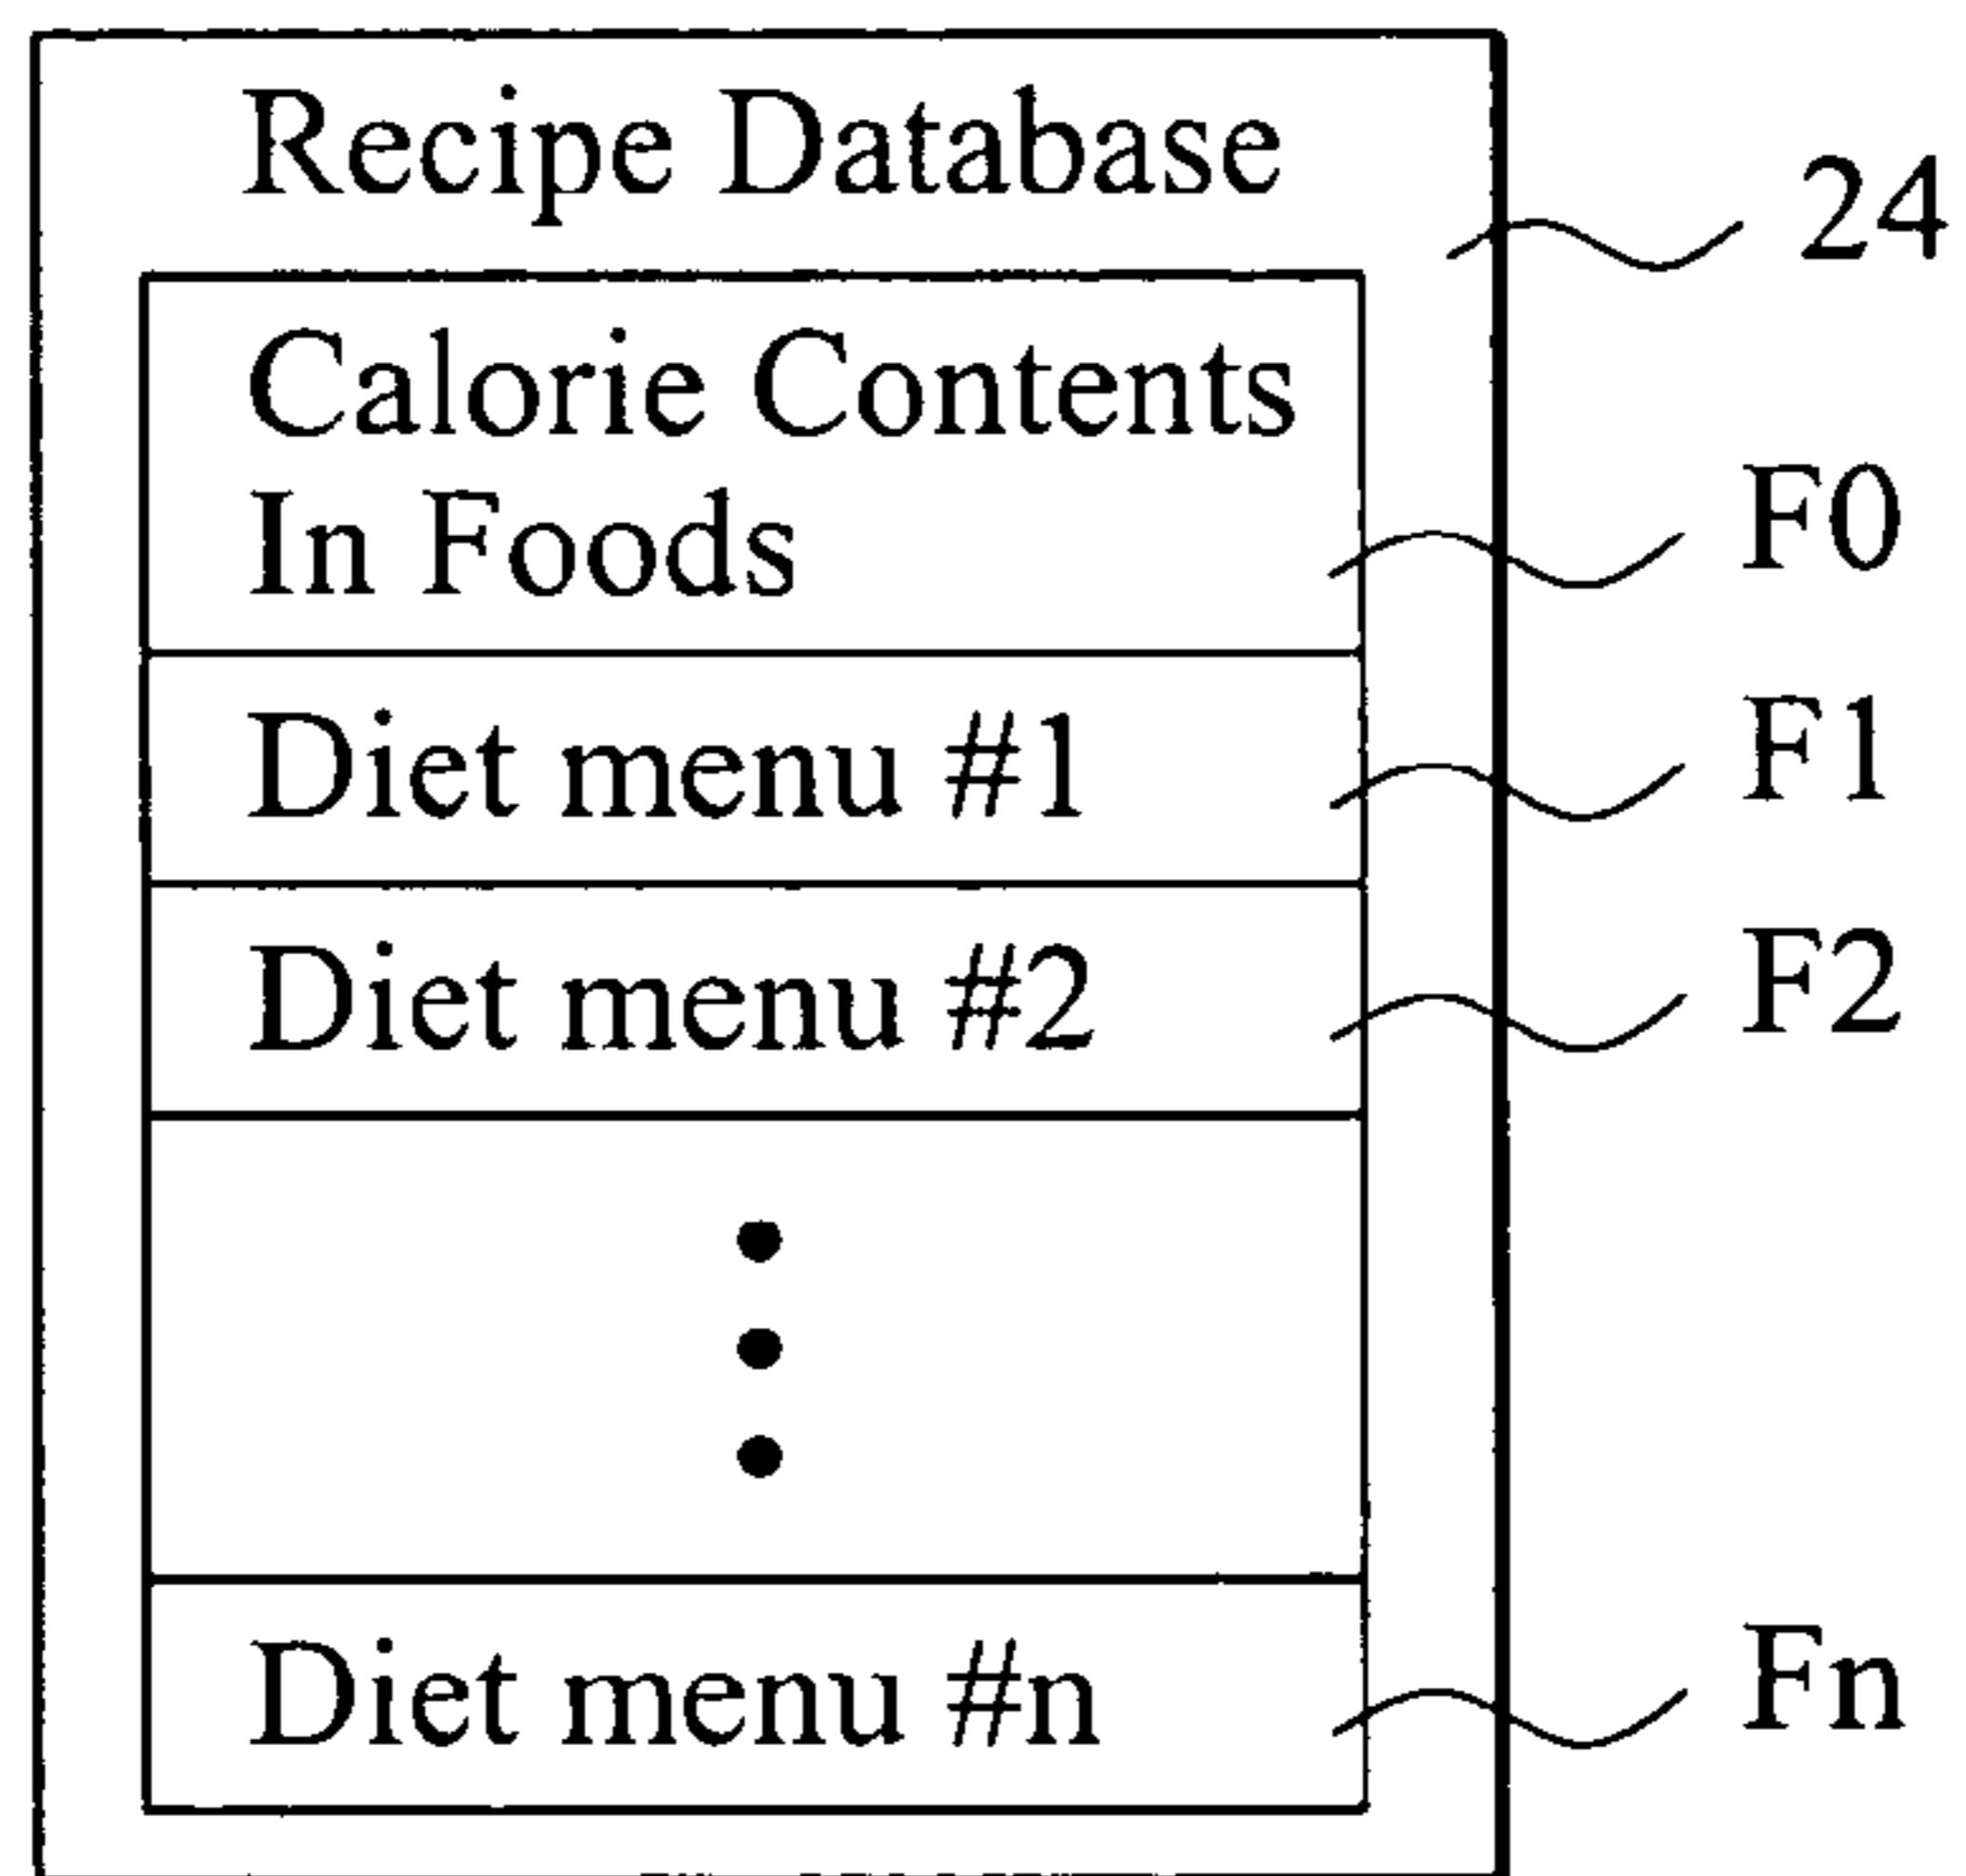 Recipe Database
24
Calorie Contents
In Foods
F0
Diet menu #1
F1
Diet menu #2
F2
Diet menu #n
Fn